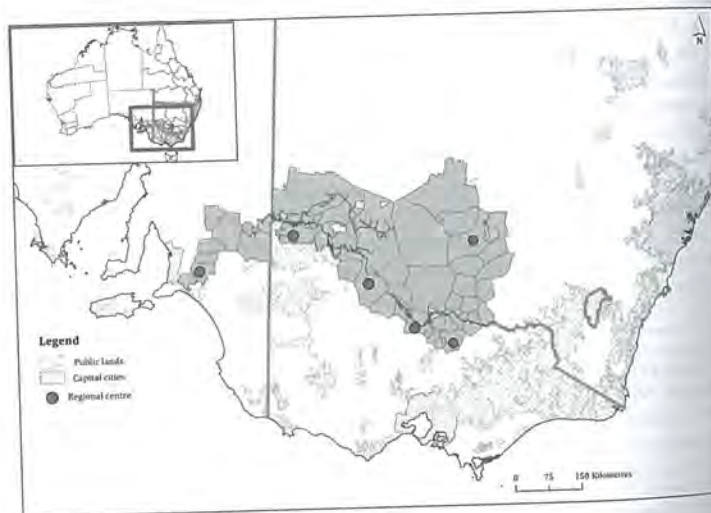 N
Legend
Public lands
Capital cities
Regional centre
0 75 150 Kilometres